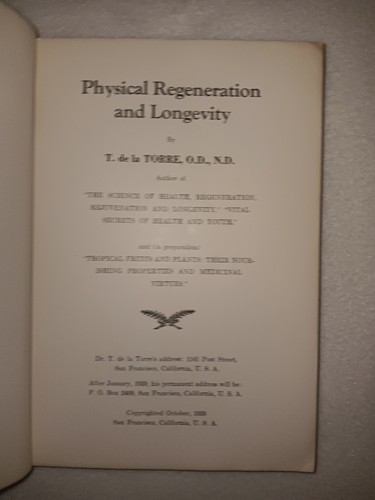 Physical Regeneration
and Longevity
By
T. de la TORRE, O.D., N.D.
Author of
"THE SCIENCE OF HEALTH, REGENERATION,
REJUVENATION AND LONGEVITY," "VITAL
SECRETS OF HEALTH AND YOUTH,"
and (in preparation)
"TROPICAL FRUITS AND PLANTS: THEIR NOUR-
ISHING PROPERTIES AND MEDICINAL
VIRTUES."
Dr. T. de la Torre's address: Post Street,
San Francisco, California, U. S. A.
After January, his permanent address will be:
P. O. Box San Francisco, California, U. S. A.
Copyrighted October,
San Francisco, California, U. S. A.